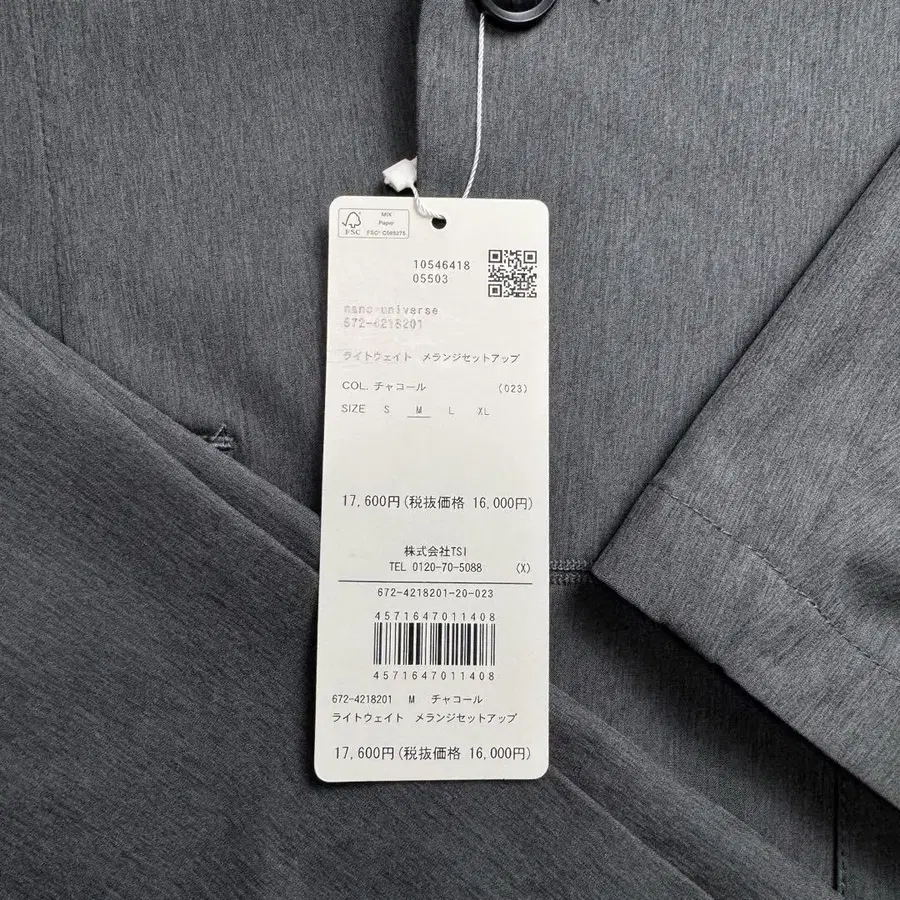 MIX
Paper
FSC
FSC® C085275
10546418
05503
nano・universe
672-4218201
ライトウェイト メランジセットアップ
COL. チャコール (023)
SIZE S M L XL
17,600円(税抜価格 16,000円)
株式会社TSI
TEL 0120-70-5088 (X)
672-4218201-20-023
4571647011408
4571647011408
672-4218201 M チャコール
ライトウェイト メランジセットアップ
17,600円(税抜価格 16,000円)